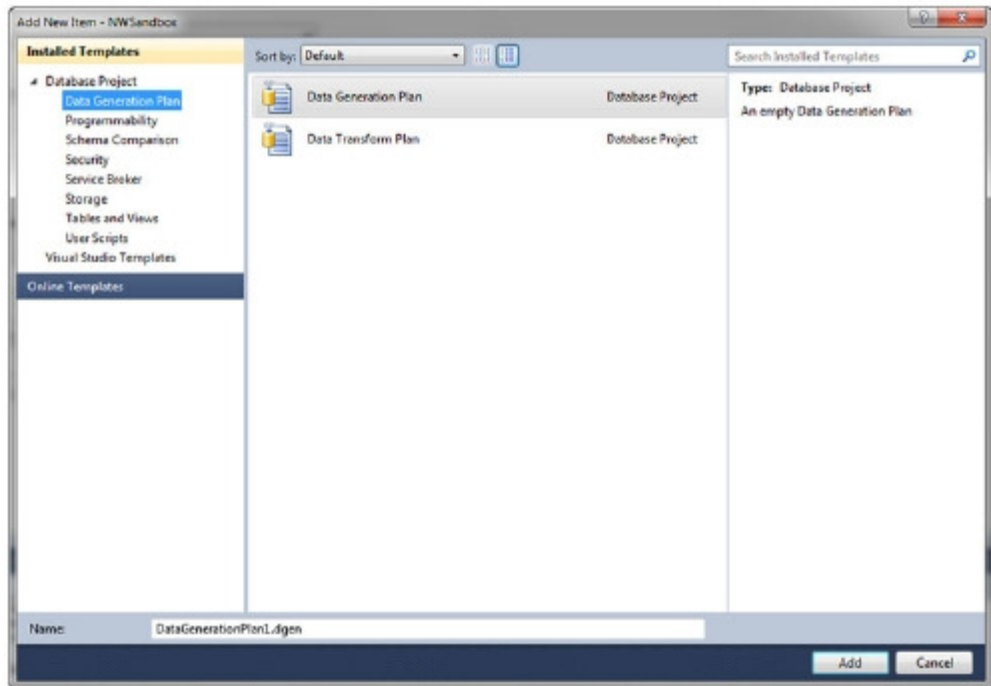 Add New Item - NWSandbox
Installed Templates
Sort by: Default
Search Installed Templates
Database Project
Data Generation Plan
Programmability
Schema Comparison
Security
Service Broker
Storage
Tables and Views
User Scripts
Visual Studio Templates
Online Templates
Data Generation Plan Database Project
Data Transform Plan Database Project
Type: Database Project
An empty Data Generation Plan
Name: DataGenerationPlan1.dgen
Add Cancel